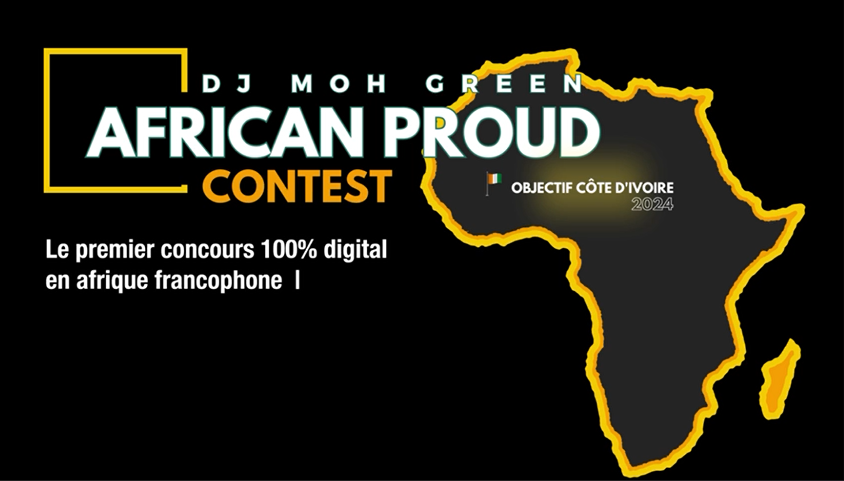 DJ MOH GREEN
AFRICAN PROUD
CONTEST
OBJECTIF CÔTE D'IVOIRE
2024
Le premier concours 100% digital
en afrique francophone |